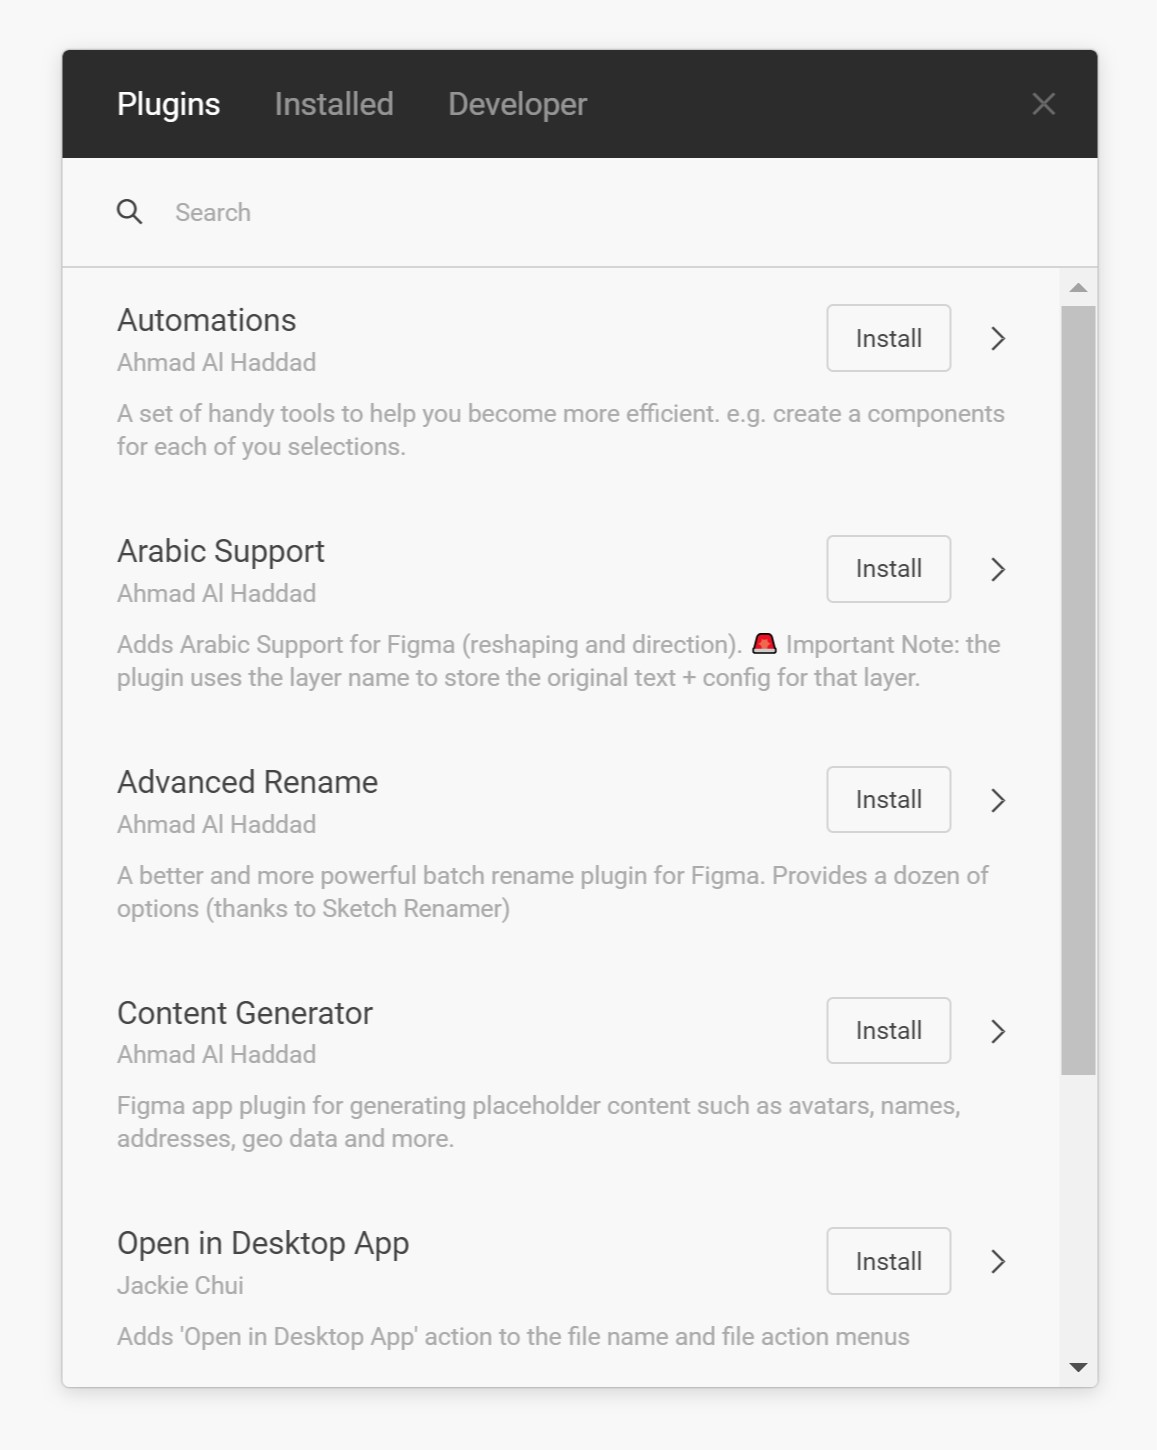 Plugins Installed Developer
Search
Automations
Install
Ahmad Al Haddad
A set of handy tools to help you become more efficient. e.g. create a components
for each of you selections.
Arabic Support
Install
Ahmad Al Haddad
Adds Arabic Support for Figma (reshaping and direction). 🚨 Important Note: the
plugin uses the layer name to store the original text + config for that layer.
Advanced Rename
Install
Ahmad Al Haddad
A better and more powerful batch rename plugin for Figma. Provides a dozen of
options (thanks to Sketch Renamer)
Content Generator
Install
Ahmad Al Haddad
Figma app plugin for generating placeholder content such as avatars, names,
addresses, geo data and more.
Open in Desktop App
Install
Jackie Chui
Adds 'Open in Desktop App' action to the file name and file action menus